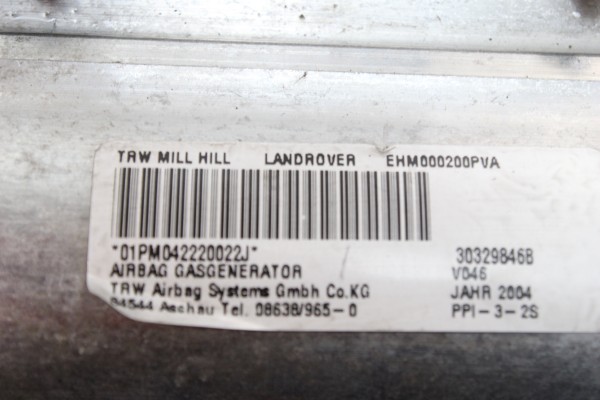 TRW MILL HILL LANDROVER EHM000200PVA
*01PM042220022J* 30329846B
AIRBAG GASGENERATOR V046
TRW Airbag Systems Gmbh Co.KG JAHR 2004
84544 Aschau Tel. 08638/965-0 PPI-3-2S